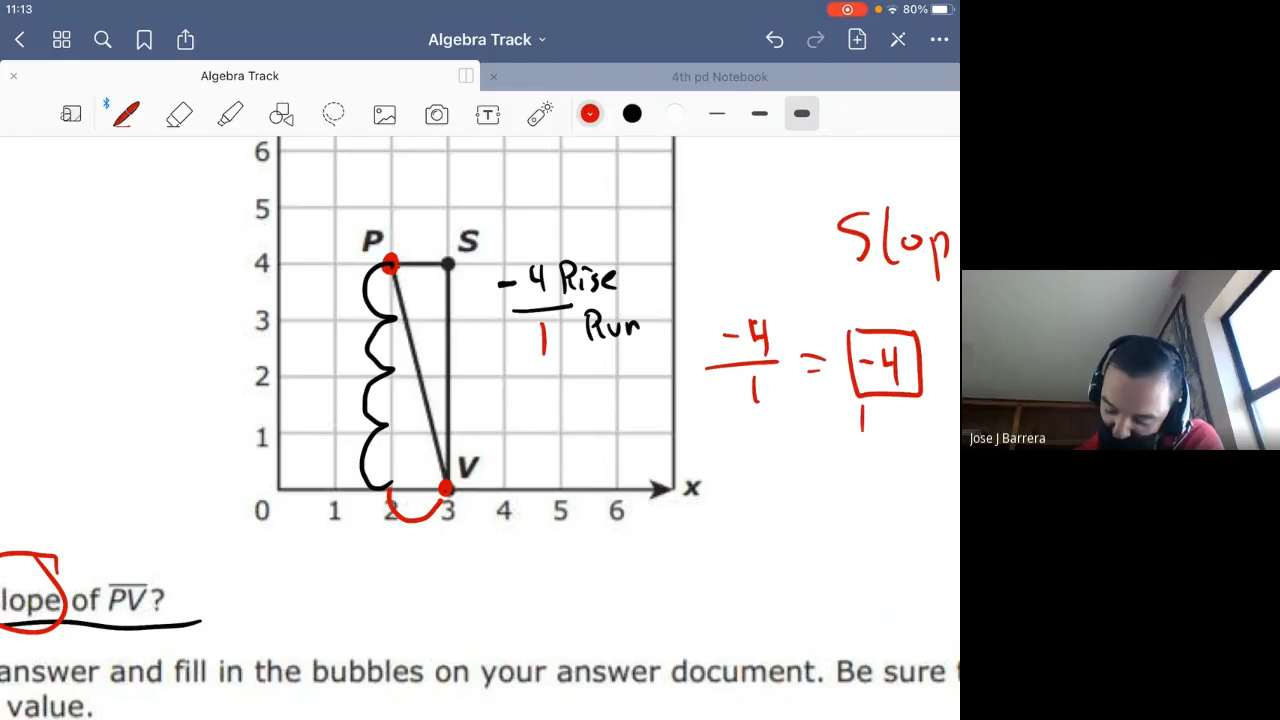 11:13
80%
Algebra Track
Algebra Track
4th pd Notebook
T
6
5
P S
4
- 4 Rise
1 Run
Slop
-4
1
= -4
3
2
1
V
x
0 1 2 3 4 5 6
lope of PV?
answer and fill in the bubbles on your answer document. Be sure t
value.
Jose J Barrera